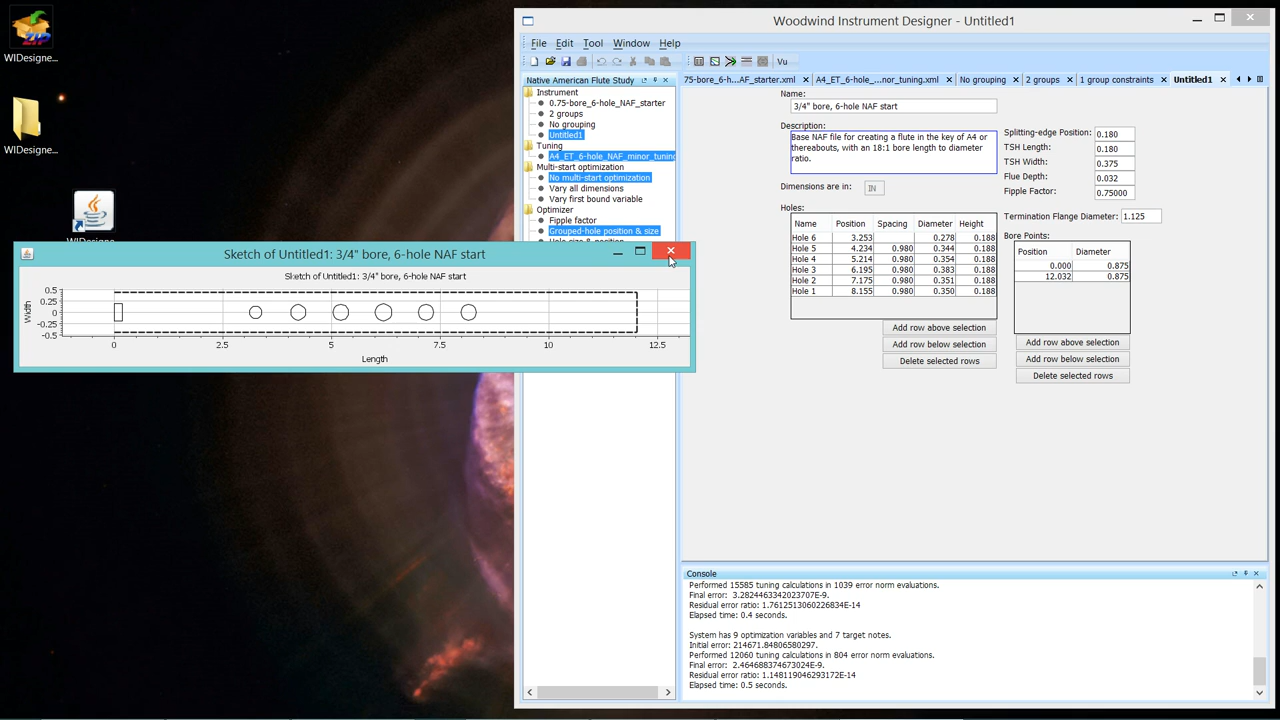 WIDesigne...
WIDesigne...
Woodwind Instrument Designer - Untitled1
File Edit Tool Window Help
Vu
Native American Flute Study
Instrument
0.75-bore_6-hole_NAF_starter
2 groups
No grouping
Untitled1
Tuning
A4_ET_6-hole_NAF_minor_tuning
Multi-start optimization
No multi-start optimization
Vary all dimensions
Vary first bound variable
Optimizer
Fipple factor
Grouped-hole position & size
75-bore_6-h...AF_starter.xml A4_ET_6-hole_...nor_tuning.xml No grouping 2 groups 1 group constraints Untitled1
Name:
3/4" bore, 6-hole NAF start
Description:
Base NAF file for creating a flute in the key of A4 or
thereabouts, with an 18:1 bore length to diameter
ratio.
Dimensions are in: IN
Splitting-edge Position: 0.180
TSH Length: 0.180
TSH Width: 0.375
Flue Depth: 0.032
Fipple Factor: 0.75000
Holes:
Name Position Spacing Diameter Height
Hole 6 3.253 0.278 0.188
Hole 5 4.234 0.980 0.344 0.188
Hole 4 5.214 0.980 0.354 0.188
Hole 3 6.195 0.980 0.383 0.188
Hole 2 7.175 0.980 0.351 0.188
Hole 1 8.155 0.980 0.350 0.188
Add row above selection
Add row below selection
Delete selected rows
Termination Flange Diameter: 1.125
Bore Points:
Position Diameter
0.000 0.875
12.032 0.875
Add row above selection
Add row below selection
Delete selected rows
Sketch of Untitled1: 3/4" bore, 6-hole NAF start
Sketch of Untitled1: 3/4" bore, 6-hole NAF start
Width
0.5
0.25
0
-0.25
-0.5
0 2.5 5 7.5 10 12.5
Length
Console
Performed 15585 tuning calculations in 1039 error norm evaluations.
Final error: 3.2824463342023707E-9.
Residual error ratio: 1.7612513060226834E-14
Elapsed time: 0.4 seconds.
System has 9 optimization variables and 7 target notes.
Initial error: 214671.84806580297.
Performed 12060 tuning calculations in 804 error norm evaluations.
Final error: 2.464688374673024E-9.
Residual error ratio: 1.148119046293172E-14
Elapsed time: 0.5 seconds.